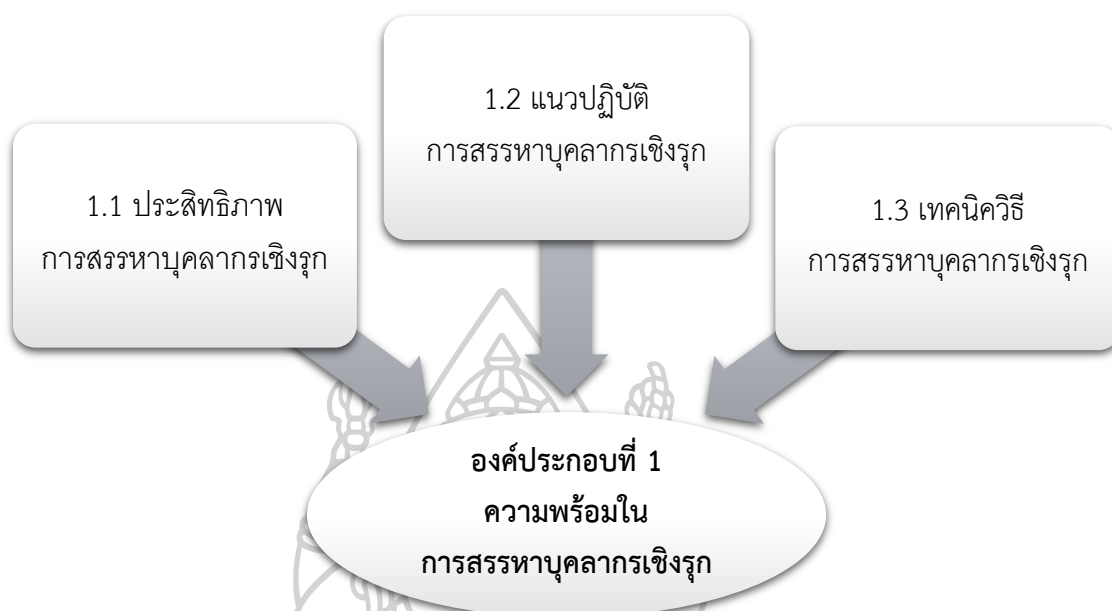 1.1 ประสิทธิภาพ
การสรรหาบุคลากรเชิงรุก
1.2 แนวปฏิบัติ
การสรรหาบุคลากรเชิงรุก
1.3 เทคนิควิธี
การสรรหาบุคลากรเชิงรุก
องค์ประกอบที่ 1
ความพร้อมใน
การสรรหาบุคลากรเชิงรุก